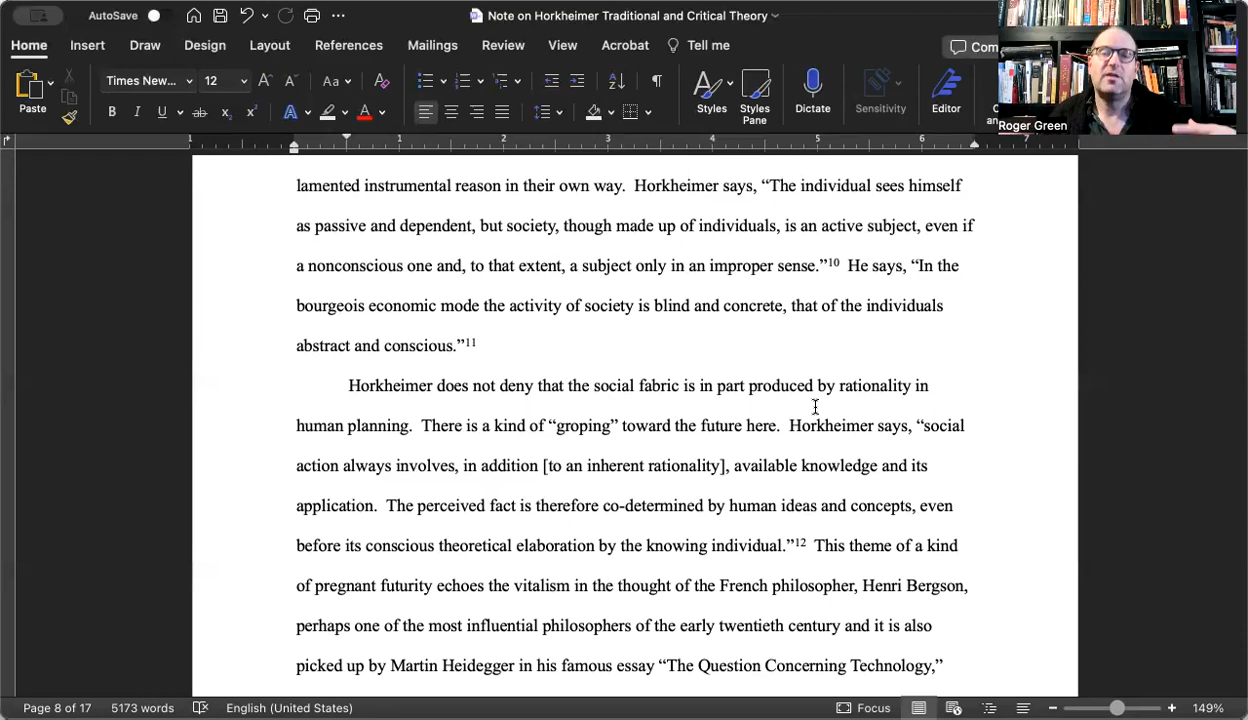 AutoSave
Note on Horkheimer Traditional and Critical Theory
Home Insert Draw Design Layout References Mailings Review View Acrobat Tell me
Paste Times New... 12 Styles Styles Pane Dictate Sensitivity Editor
Roger Green
1 1 2 3 4 5 6 7
lamented instrumental reason in their own way. Horkheimer says, “The individual sees himself
as passive and dependent, but society, though made up of individuals, is an active subject, even if
a nonconscious one and, to that extent, a subject only in an improper sense.”10 He says, “In the
bourgeois economic mode the activity of society is blind and concrete, that of the individuals
abstract and conscious.”11
Horkheimer does not deny that the social fabric is in part produced by rationality in
human planning. There is a kind of “groping” toward the future here. Horkheimer says, “social
action always involves, in addition [to an inherent rationality], available knowledge and its
application. The perceived fact is therefore co-determined by human ideas and concepts, even
before its conscious theoretical elaboration by the knowing individual.”12 This theme of a kind
of pregnant futurity echoes the vitalism in the thought of the French philosopher, Henri Bergson,
perhaps one of the most influential philosophers of the early twentieth century and it is also
picked up by Martin Heidegger in his famous essay “The Question Concerning Technology,”
Page 8 of 17 5173 words English (United States) Focus 149%